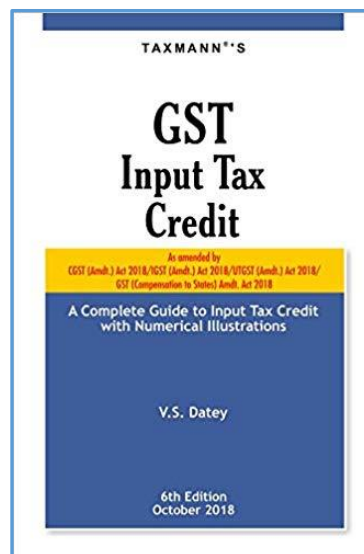 TAXMANN®'S
GST
Input Tax
Credit
As amended by
CGST (Amdt.) Act 2018/IGST (Amdt.) Act 2018/UTGST (Amdt.) Act 2018/
GST (Compensation to States) Amdt. Act 2018
A Complete Guide to Input Tax Credit
with Numerical Illustrations
V.S. Datey
6th Edition
October 2018